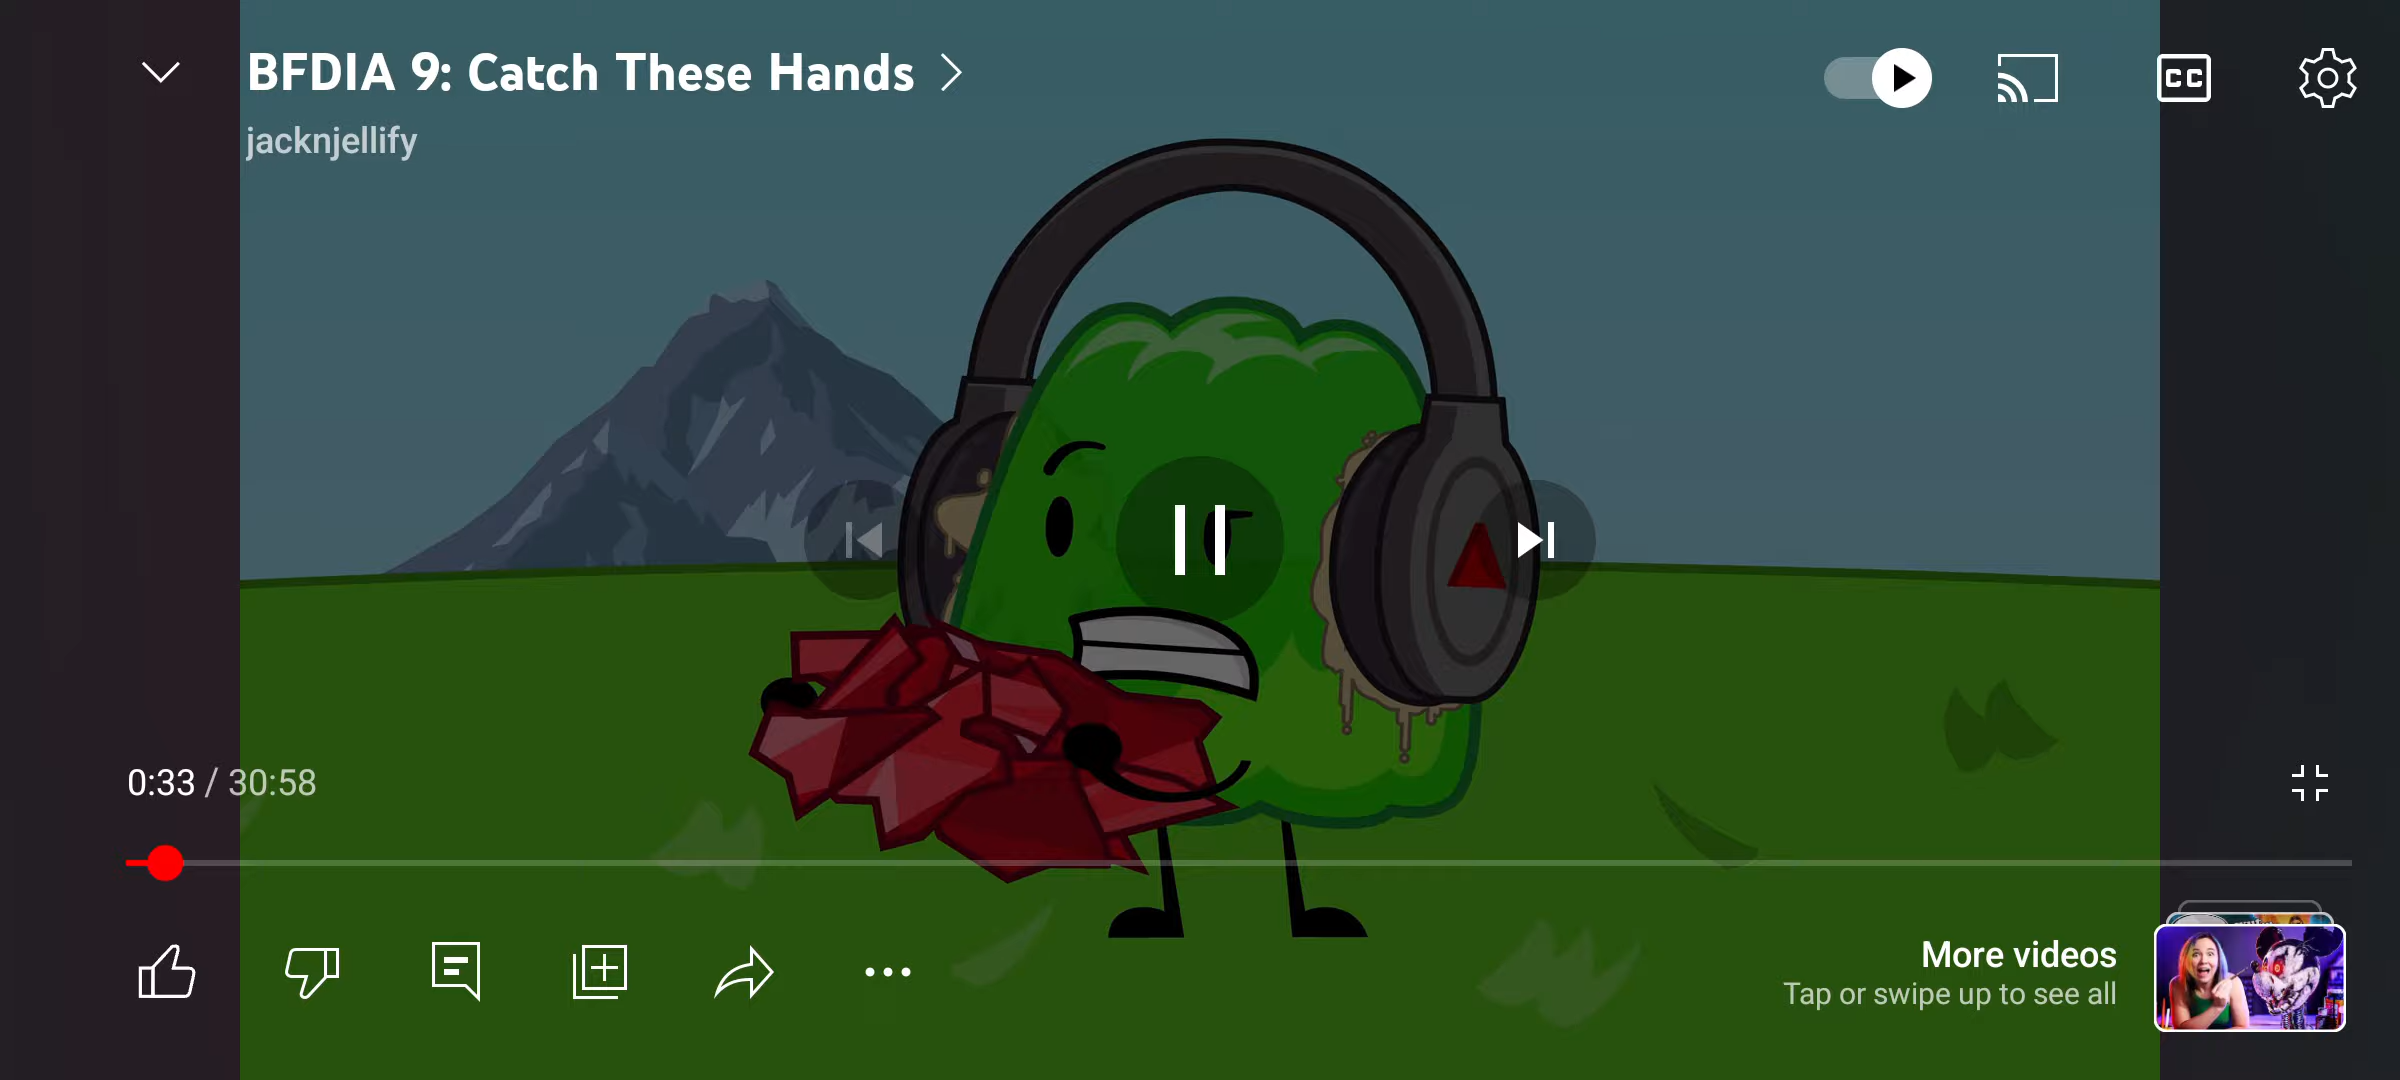 BFDIA 9: Catch These Hands
jacknjellify
CC
0:33 / 30:58
More videos
Tap or swipe up to see all